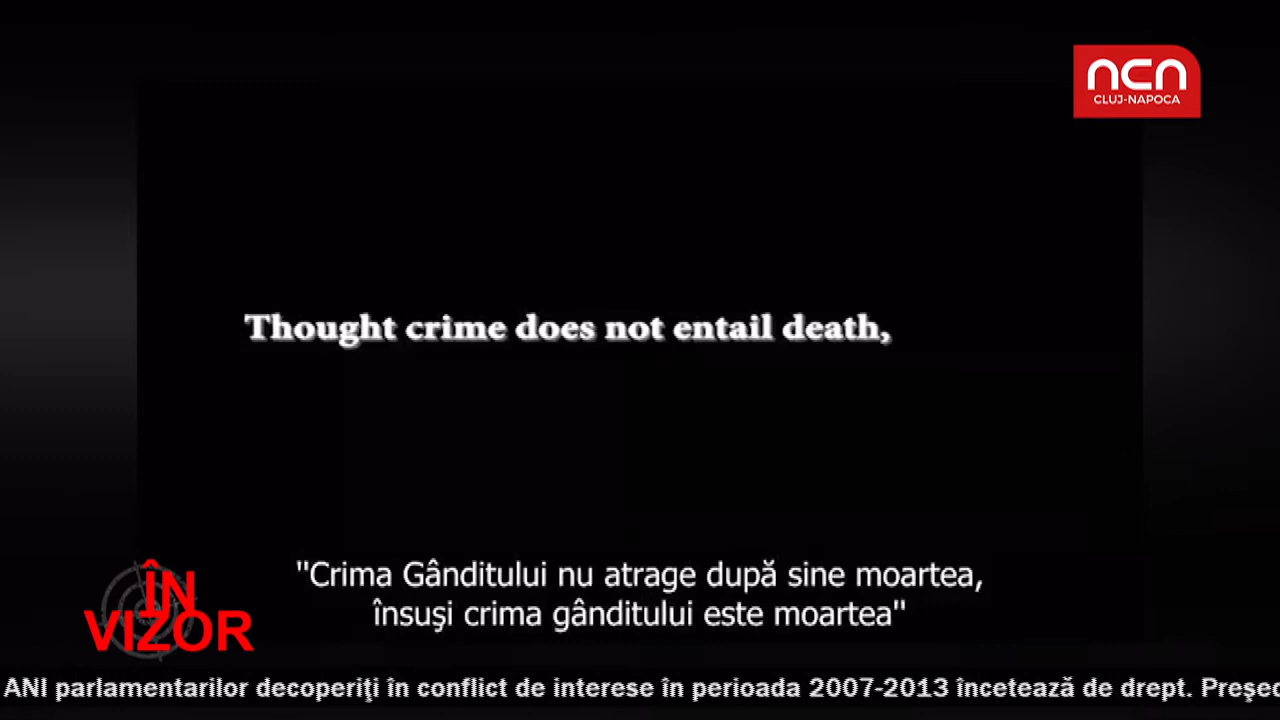 ncn
CLUJ-NAPOCA
Thought crime does not entail death,
"Crima Gânditului nu atrage după sine moartea,
însuşi crima gânditului este moartea"
ÎN
VIZOR
ANI parlamentarilor decoperiţi în conflict de interese în perioada 2007-2013 încetează de drept. Preşed